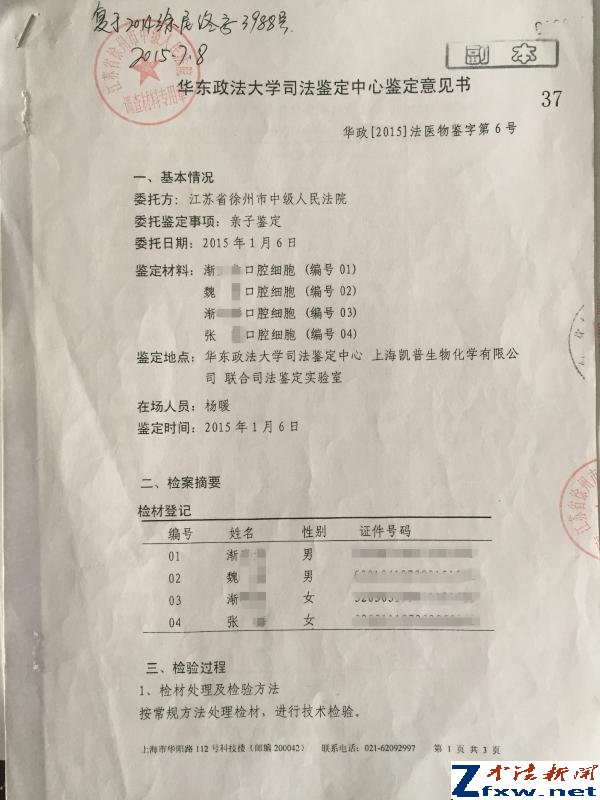 复于2014徐民终字3988号
2015.7.8
副本
华东政法大学司法鉴定中心鉴定意见书
37
华政[2015]法医物鉴字第6号
一、基本情况
委托方：江苏省徐州市中级人民法院
委托鉴定事项：亲子鉴定
委托日期：2015年1月6日
鉴定材料：渐 口腔细胞（编号01）
魏 口腔细胞（编号02）
渐 口腔细胞（编号03）
张 口腔细胞（编号04）
鉴定地点：华东政法大学司法鉴定中心 上海凯普生物化学有限公
司 联合司法鉴定实验室
在场人员：杨暖
鉴定时间：2015年1月6日
二、检案摘要
检材登记
编号 姓名 性别 证件号码
01 渐 男
02 魏 男
03 渐 女
04 张 女
三、检验过程
1、检材处理及检验方法
按常规方法处理检材，进行技术检验。
上海市华阳路112号科技楼（邮编200042） 联系电话：021-62092997 第1页共3页
Zfxw.net